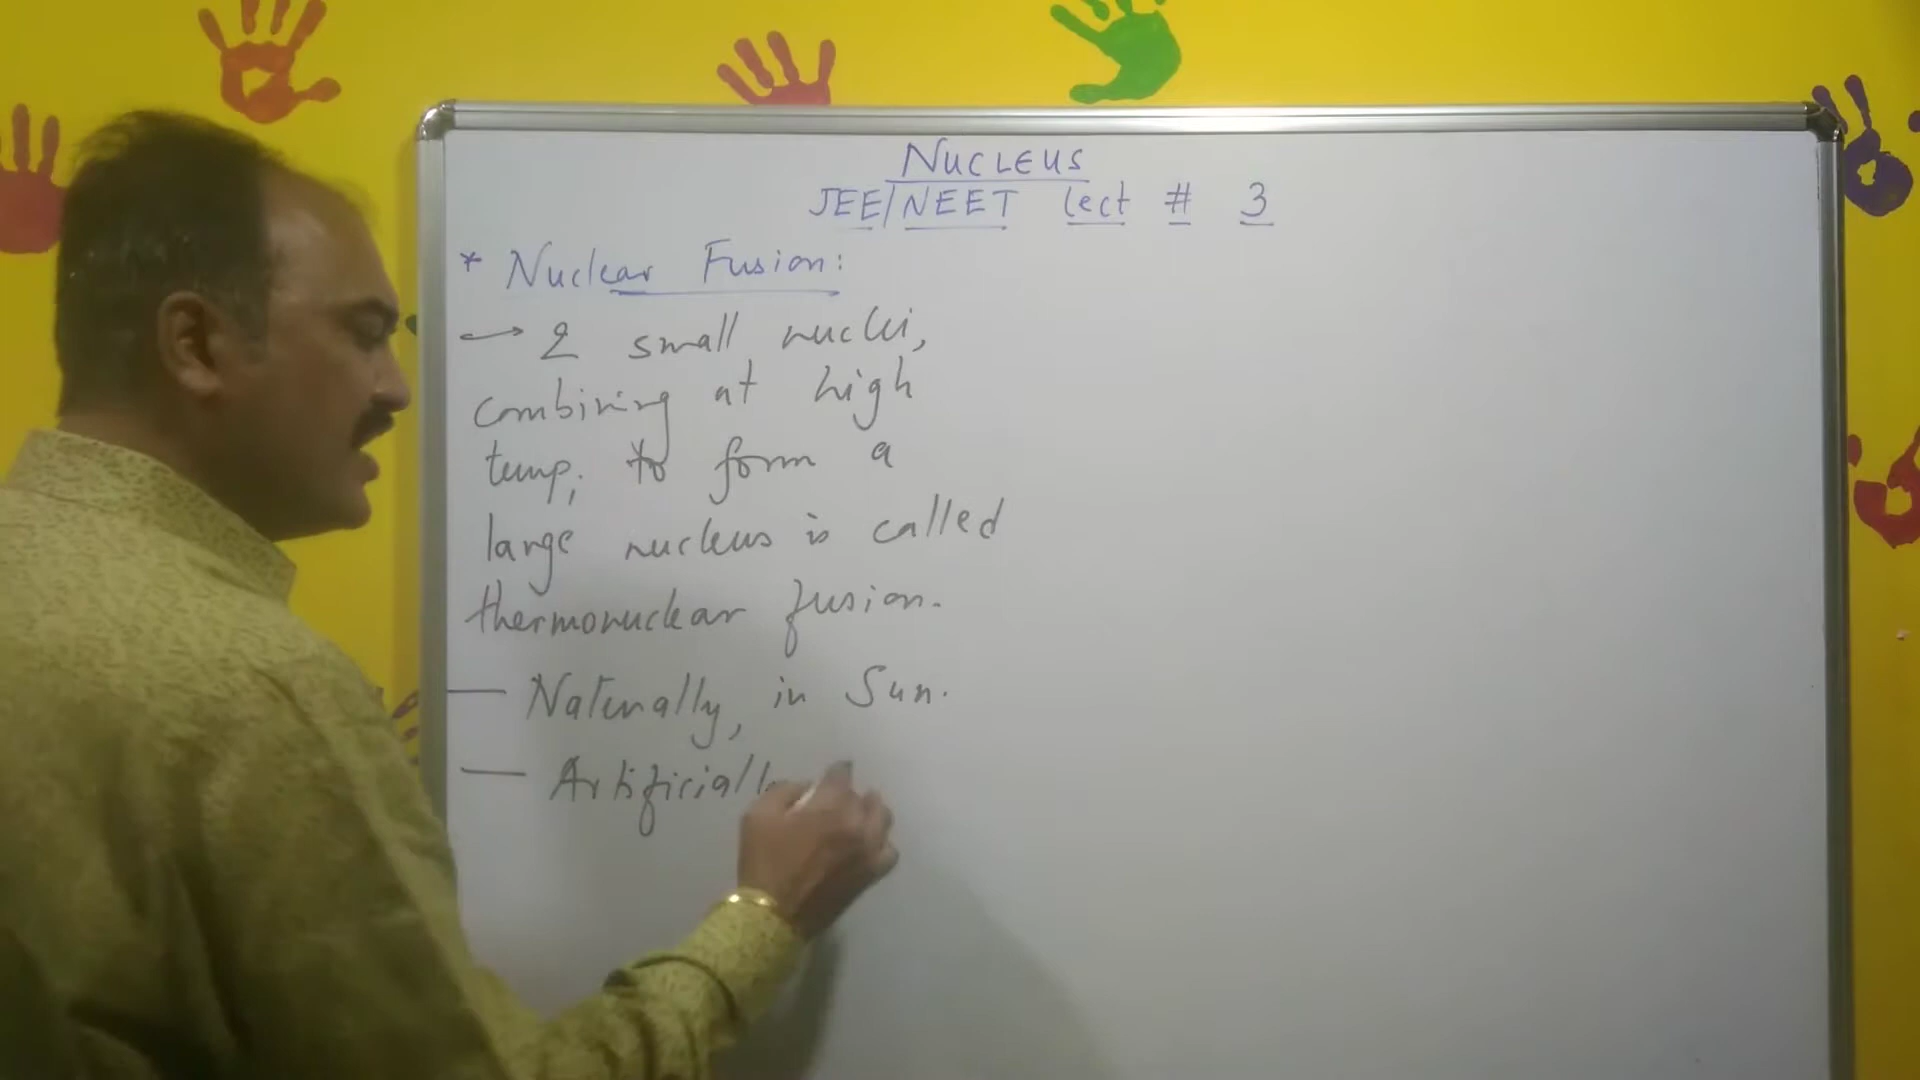 NUCLEUS
JEE/NEET Lect # 3
* Nuclear Fusion:
→ 2 small nuclei,
combining at high
temp; to form a
large nucleus is called
thermonuclear fusion.
— Naturally, in Sun.
— Artificially